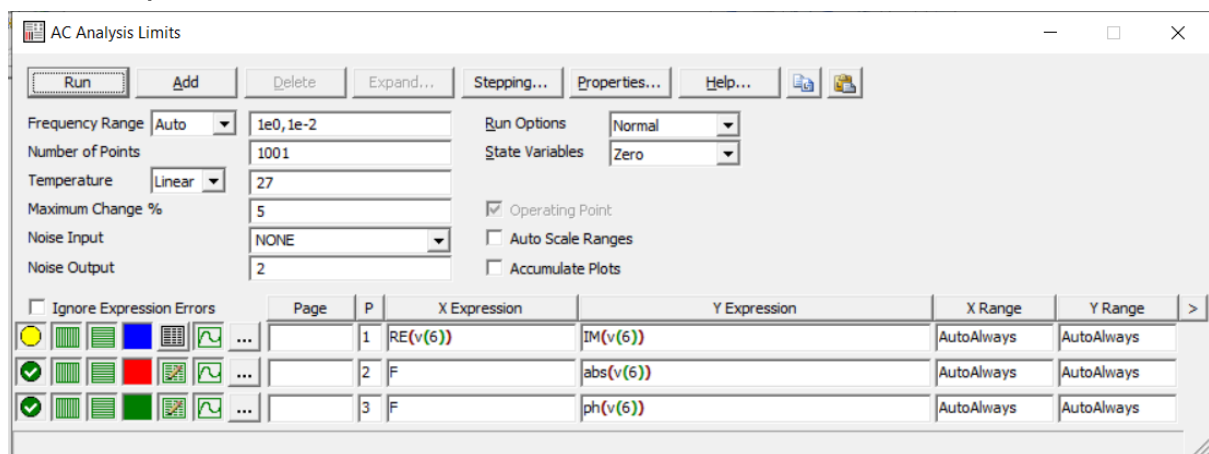 AC Analysis Limits
Run Add Delete Expand... Stepping... Properties... Help...
Frequency Range Auto 1e0,1e-2 Run Options Normal
Number of Points 1001 State Variables Zero
Temperature Linear 27
Maximum Change % 5 Operating Point
Noise Input NONE Auto Scale Ranges
Noise Output 2 Accumulate Plots
Ignore Expression Errors Page P X Expression Y Expression X Range Y Range >
... 1 RE(v(6)) IM(v(6)) AutoAlways AutoAlways
... 2 F abs(v(6)) AutoAlways AutoAlways
... 3 F ph(v(6)) AutoAlways AutoAlways